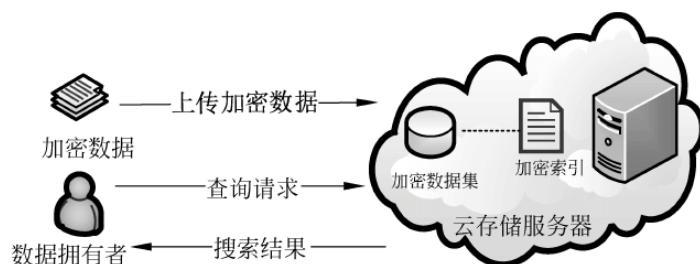 上传加密数据
加密数据
查询请求
加密数据集
加密索引
云存储服务器
数据拥有者
搜索结果